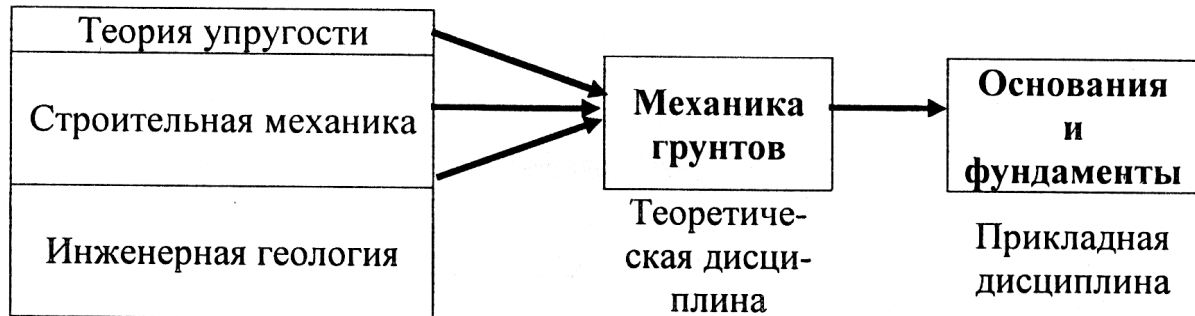 Теория упругости
Строительная механика
Инженерная геология
Механика
грунтов
Теоретиче-
ская дисци-
плина
Основания
и
фундаменты
Прикладная
дисциплина